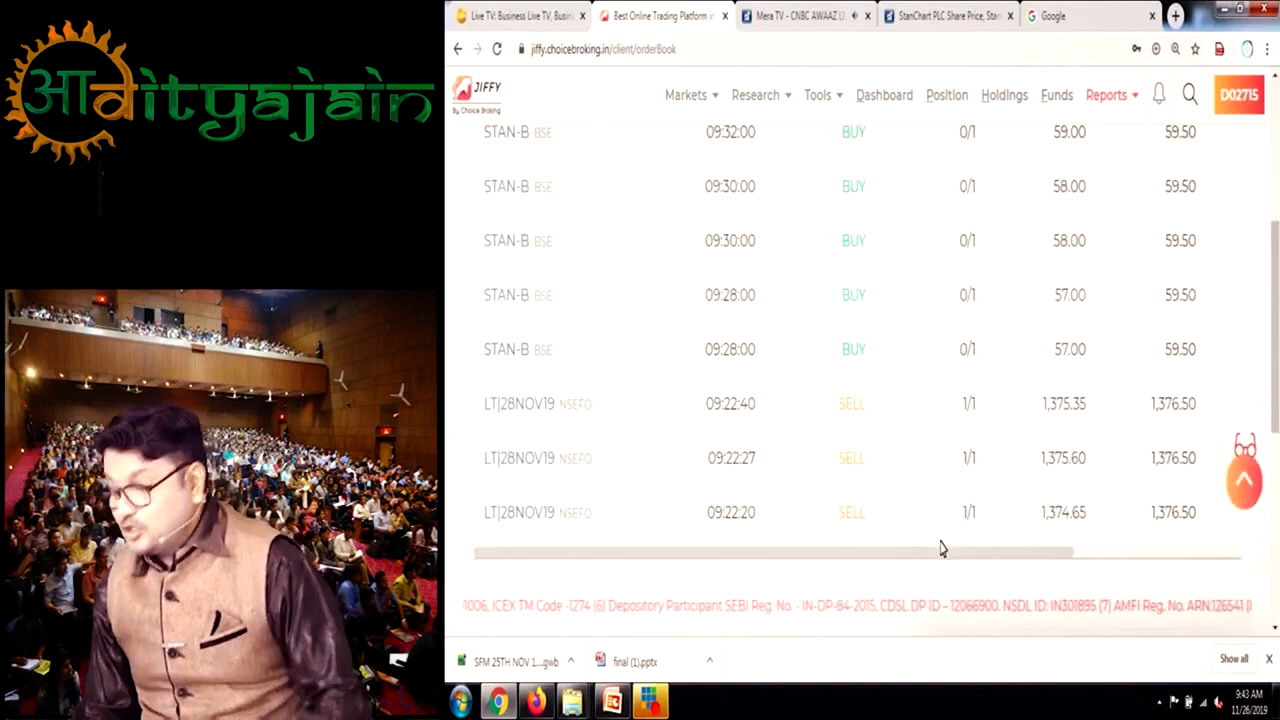 आdityajain
Live TV: Business Live TV, Busin
Best Online Trading Platform in
Mera TV - CNBC AWAAZ LI
StanChart PLC Share Price, Stan
Google
jiffy.choicebroking.in/client/orderBook
JIFFY
By Choice Broking
Markets Research Tools Dashboard Position Holdings Funds Reports D02715
STAN-B BSE 09:32:00 BUY 0/1 59.00 59.50
STAN-B BSE 09:30:00 BUY 0/1 58.00 59.50
STAN-B BSE 09:30:00 BUY 0/1 58.00 59.50
STAN-B BSE 09:28:00 BUY 0/1 57.00 59.50
STAN-B BSE 09:28:00 BUY 0/1 57.00 59.50
LT|28NOV19 NSEFO 09:22:40 SELL 1/1 1,375.35 1,376.50
LT|28NOV19 NSEFO 09:22:27 SELL 1/1 1,375.60 1,376.50
LT|28NOV19 NSEFO 09:22:20 SELL 1/1 1,374.65 1,376.50
1006, ICEX TM Code -1274 (6) Depository Participant SEBI Reg. No. - IN-DP-84-2015, CDSL DP ID – 12066900. NSDL ID: IN301895 (7) AMFI Reg. No. ARN:126541
SFM 25TH NOV 1....gwb
final (1).pptx
Show all
9:43 AM
11/26/2019